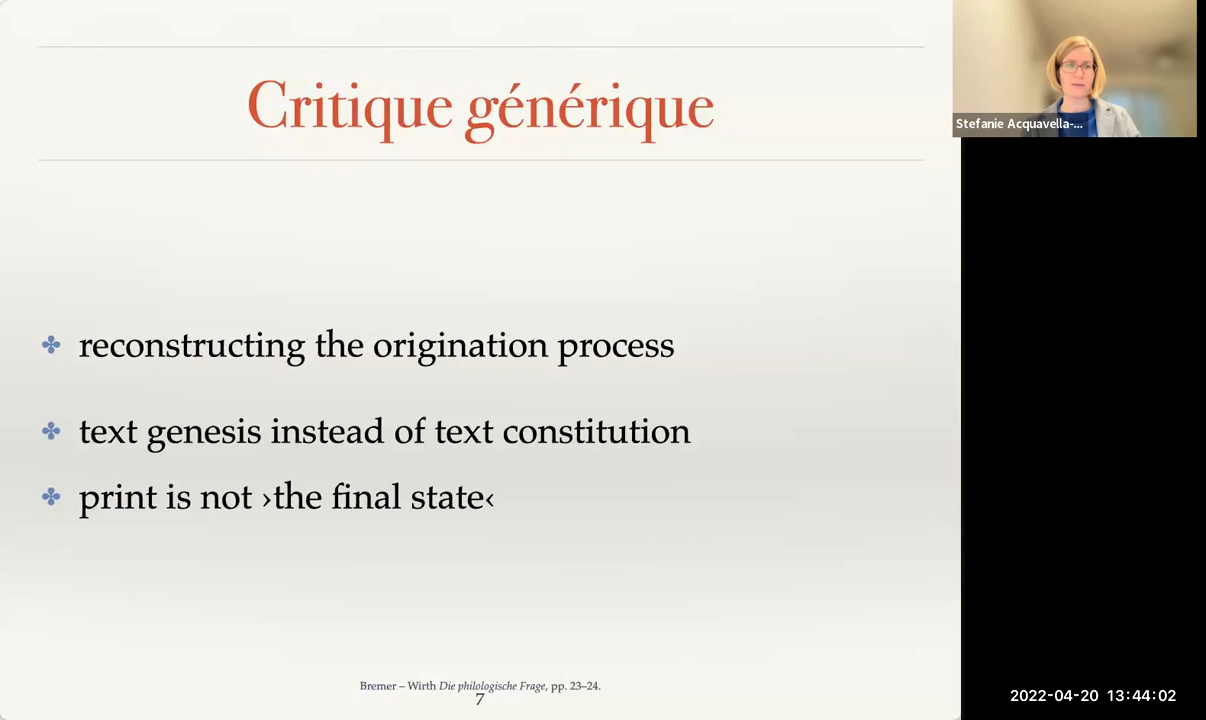 Critique générique
Stefanie Acquavella-...
✤ reconstructing the origination process
✤ text genesis instead of text constitution
✤ print is not ›the final state‹
Bremer – Wirth Die philologische Frage, pp. 23–24.
7
2022-04-20 13:44:02